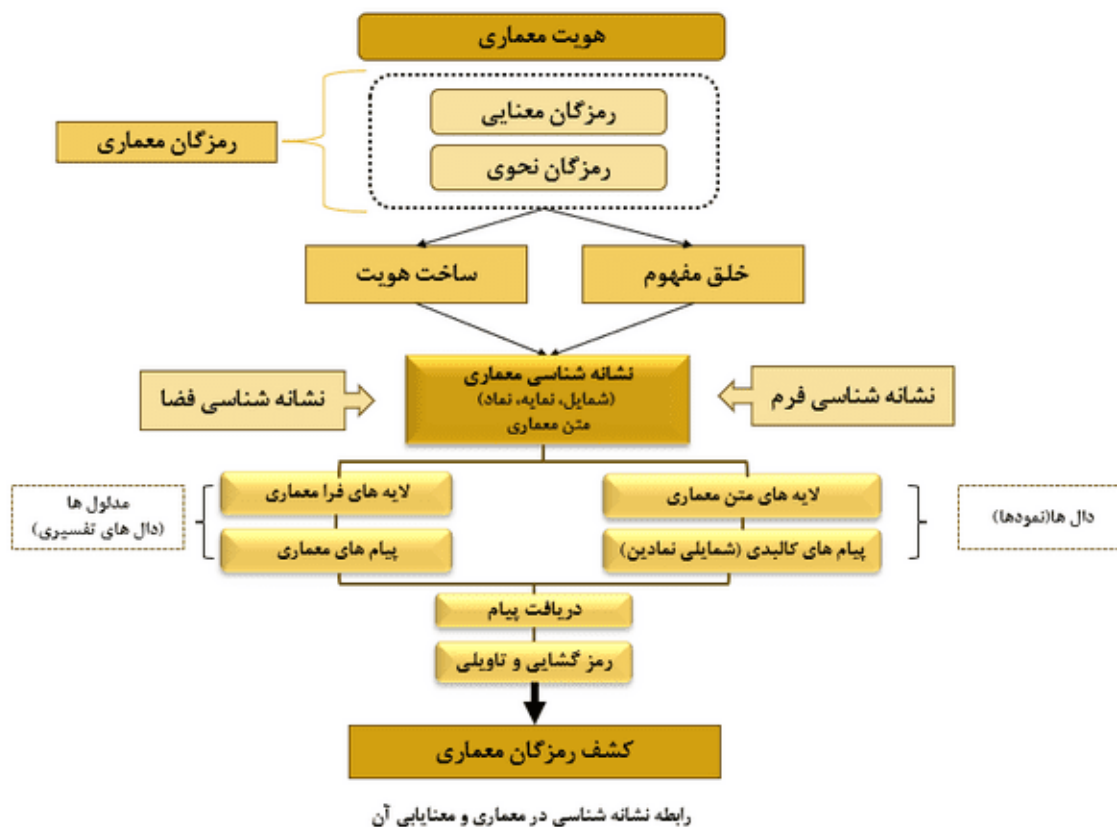 هویت معماری
رمزگان معنایی
رمزگان معماری
رمزگان نحوی
خلق مفهوم
ساخت هویت
نشانه شناسی معماری
(شمایل، نمایه، نماد)
متن معماری
نشانه شناسی فرم
نشانه شناسی فضا
لایه های متن معماری
لایه های فرا معماری
دال ها(نمودها)
مدلول ها
(دال های تفسیری)
پیام های کالبدی (شمایلی نمادین)
پیام های معماری
دریافت پیام
رمز گشایی و تاویلی
کشف رمزگان معماری
رابطه نشانه شناسی در معماری و معنایابی آن